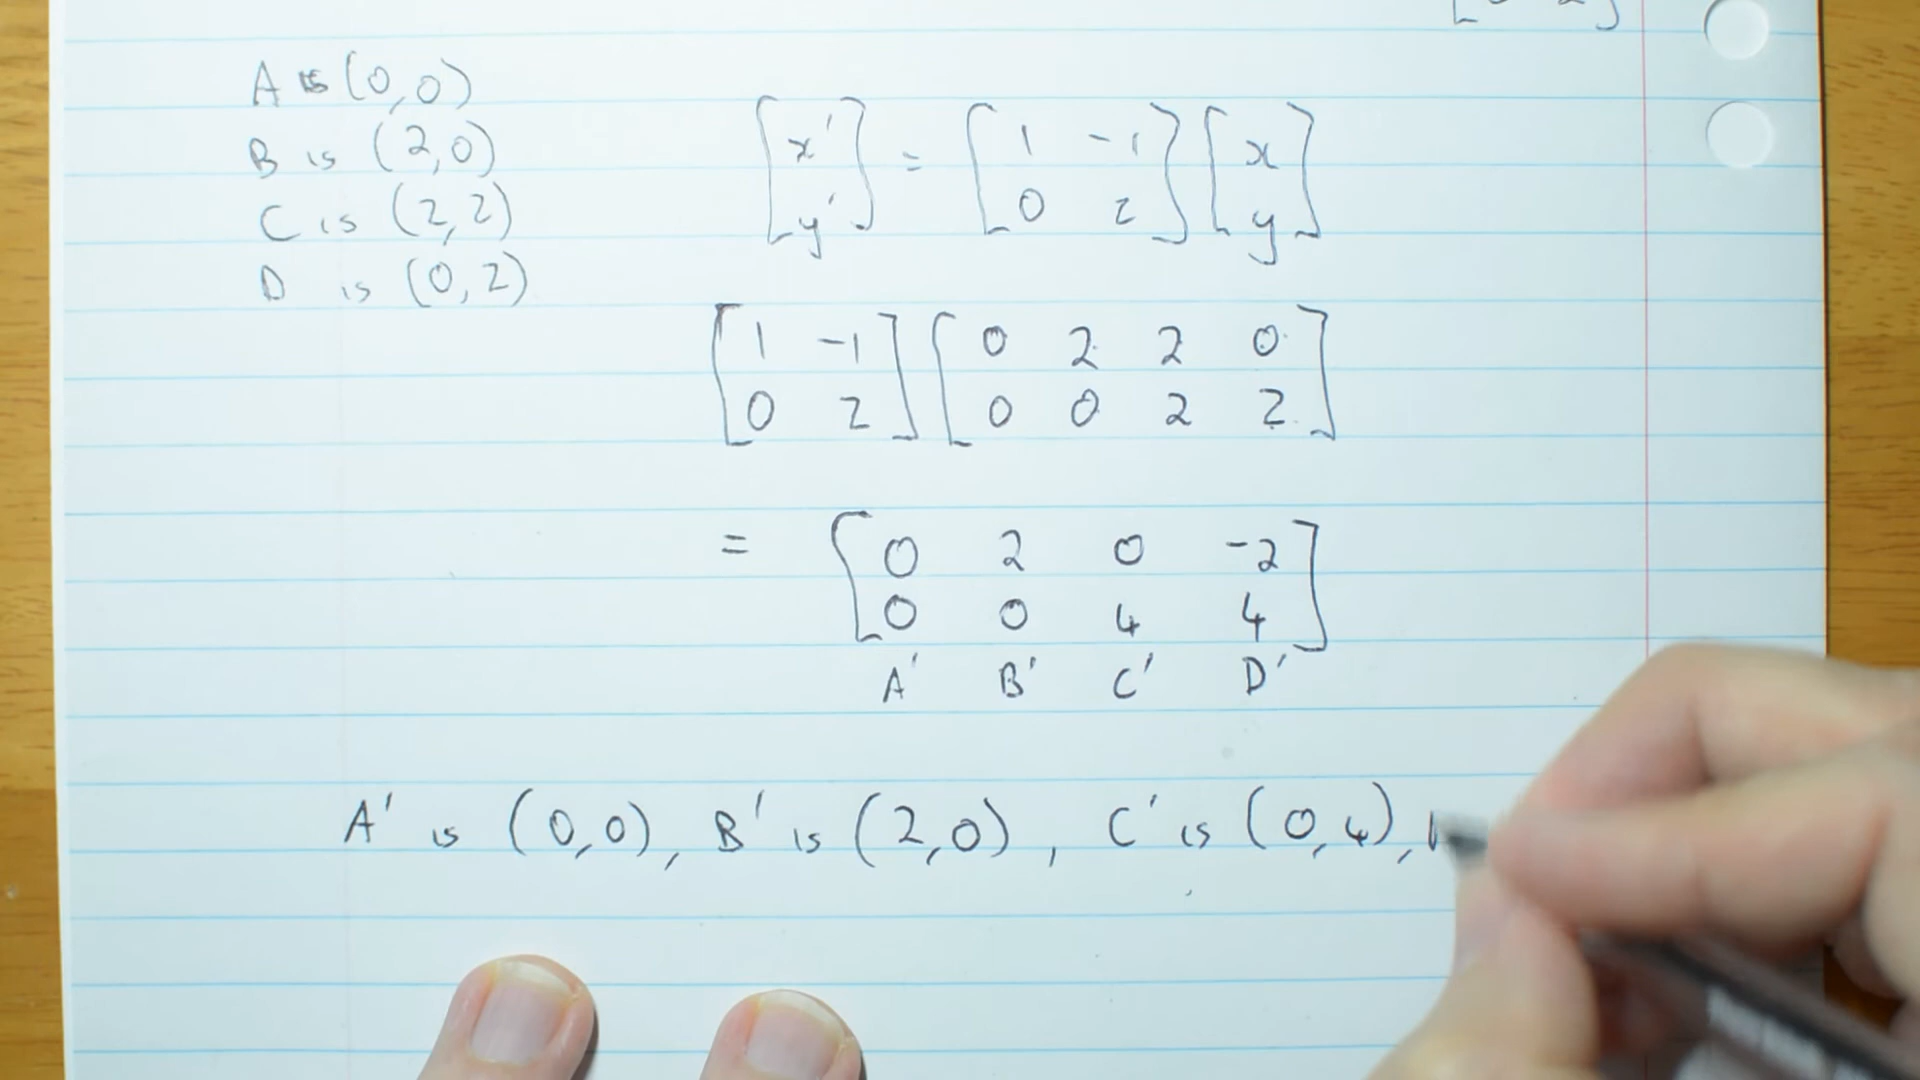 A is (0,0)
B is (2,0)
C is (2,2)
D is (0,2)
[x' y'] = [1 -1 0 2] [x y]
[1 -1 0 2] [0 2 2 0 0 0 2 2]
= [0 2 0 -2 0 0 4 4]
A' B' C' D'
A' is (0,0), B' is (2,0), C' is (0,4),